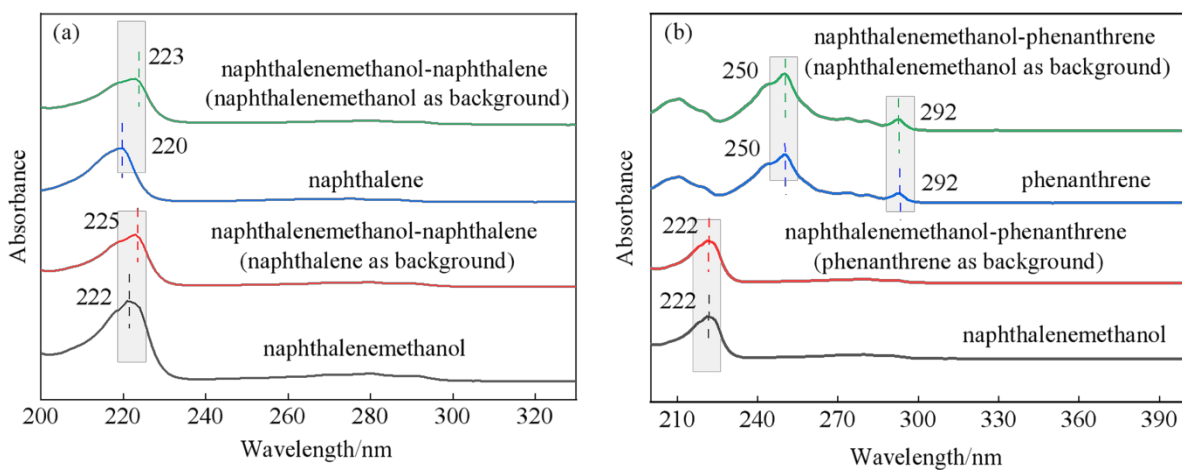 (a)
223
naphthalenemethanol-naphthalene
(naphthalenemethanol as background)
220
naphthalene
225
naphthalenemethanol-naphthalene
(naphthalene as background)
222
naphthalenemethanol
Absorbance
200 220 240 260 280 300 320
Wavelength/nm
(b)
naphthalenemethanol-phenanthrene
(naphthalenemethanol as background)
250
292
250
292
phenanthrene
222
naphthalenemethanol-phenanthrene
(phenanthrene as background)
222
naphthalenemethanol
Absorbance
210 240 270 300 330 360 390
Wavelength/nm